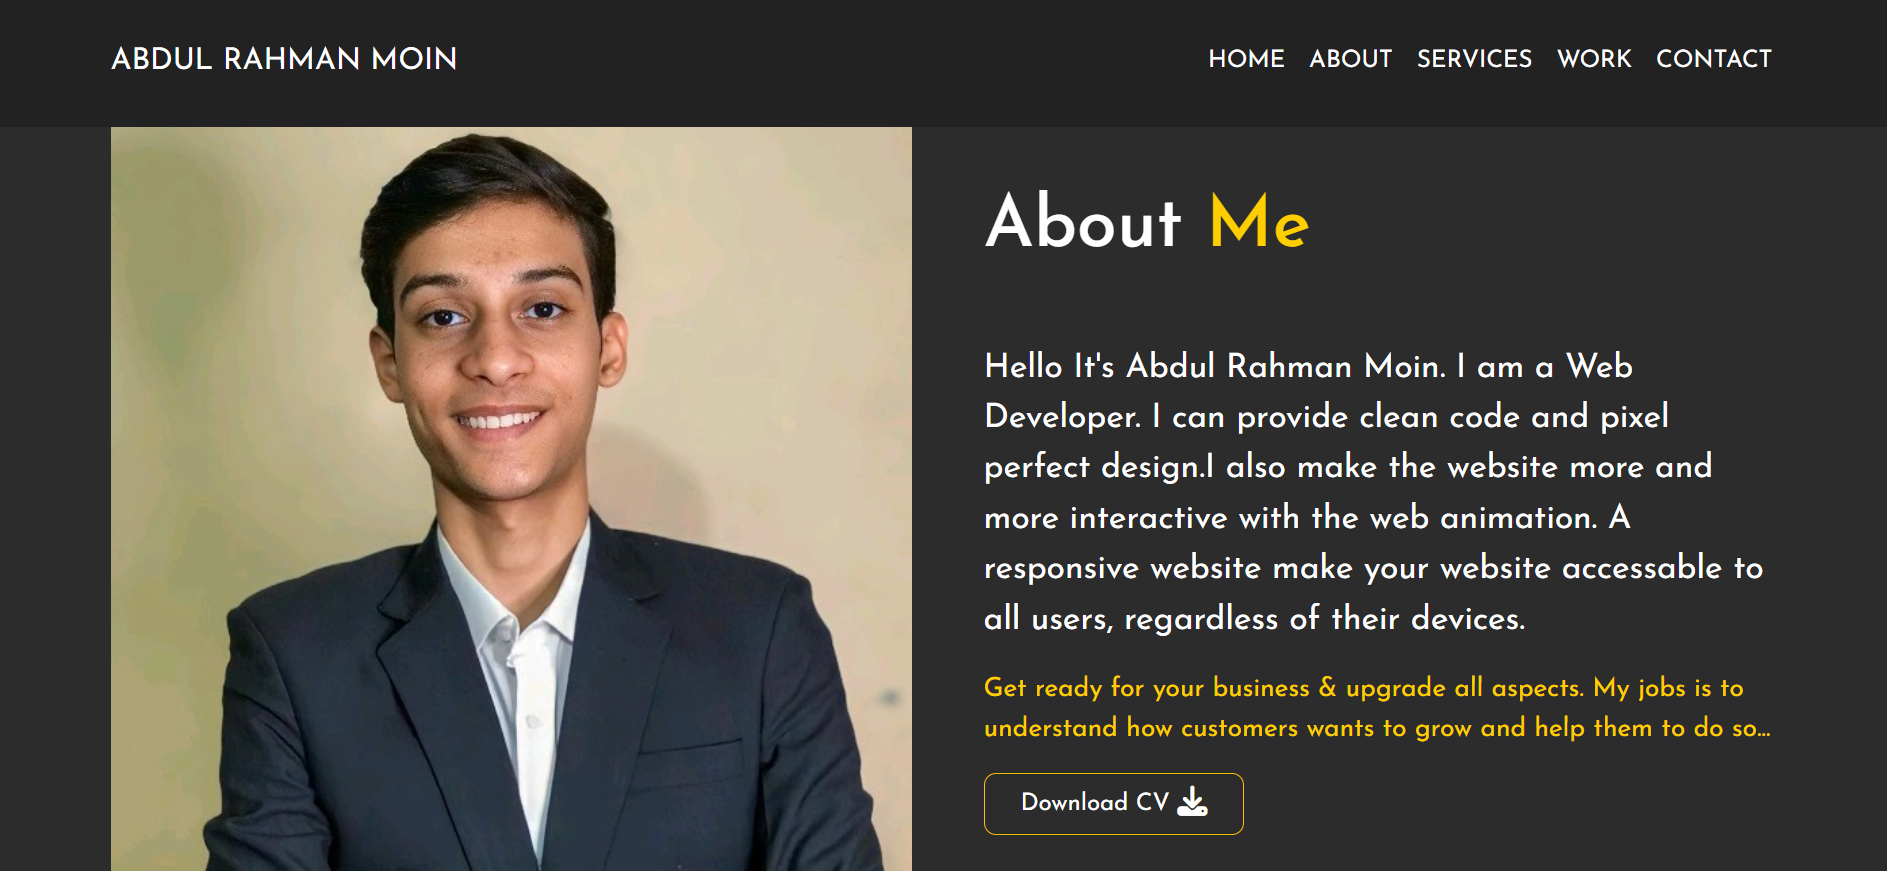 ABDUL RAHMAN MOIN
HOME ABOUT SERVICES WORK CONTACT
About Me
Hello It's Abdul Rahman Moin. I am a Web
Developer. I can provide clean code and pixel
perfect design.I also make the website more and
more interactive with the web animation. A
responsive website make your website accessable to
all users, regardless of their devices.
Get ready for your business & upgrade all aspects. My jobs is to
understand how customers wants to grow and help them to do so...
Download CV